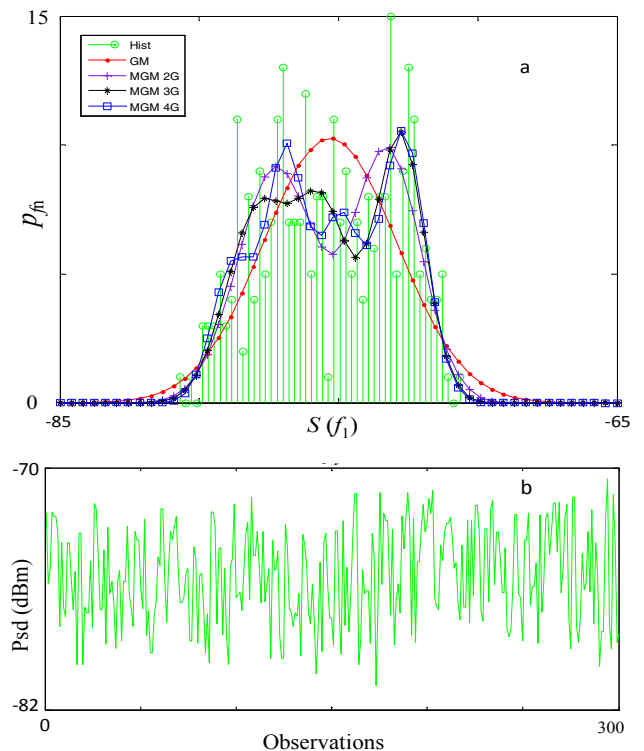 15
Hist
GM
MGM 2G
MGM 3G
MGM 4G
a
p_fn
0
-85
S (f₁)
-65
-70
b
Psd (dBm)
-82
0
300
Observations